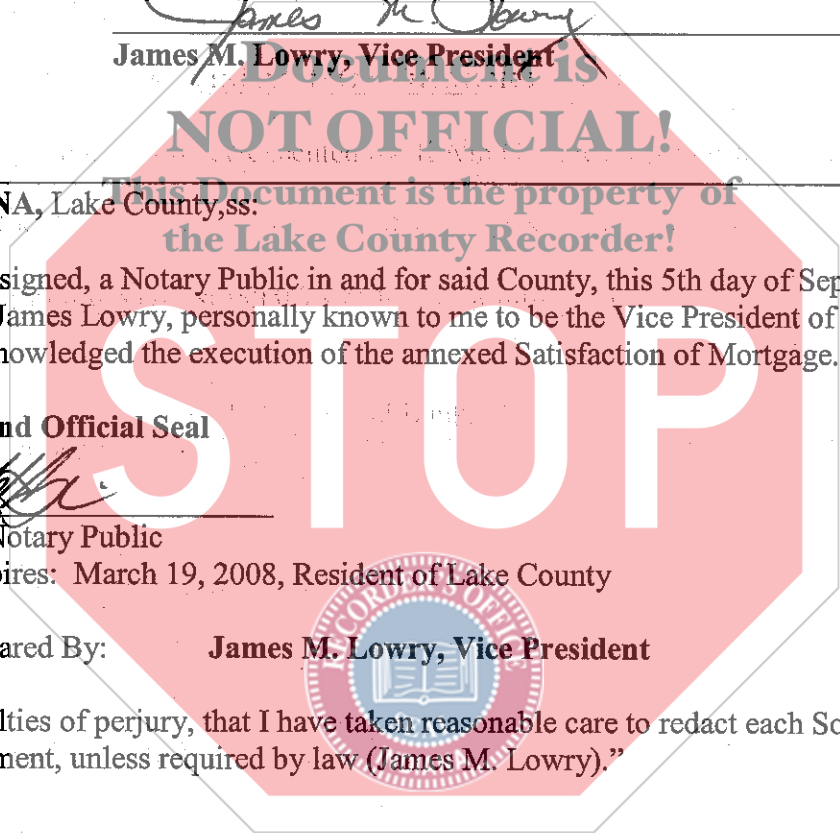 James M. Lowry
James M. Lowry, Vice President
Document is
NOT OFFICIAL!
This Document is the property of
the Lake County Recorder!
NA, Lake County,ss:
signed, a Notary Public in and for said County, this 5th day of Sep
James Lowry, personally known to me to be the Vice President of
nowledged the execution of the annexed Satisfaction of Mortgage.
STOP
nd Official Seal
Notary Public
ires: March 19, 2008, Resident of Lake County
RECORDER'S OFFICE
ared By: James M. Lowry, Vice President
lties of perjury, that I have taken reasonable care to redact each So
ment, unless required by law (James M. Lowry)."